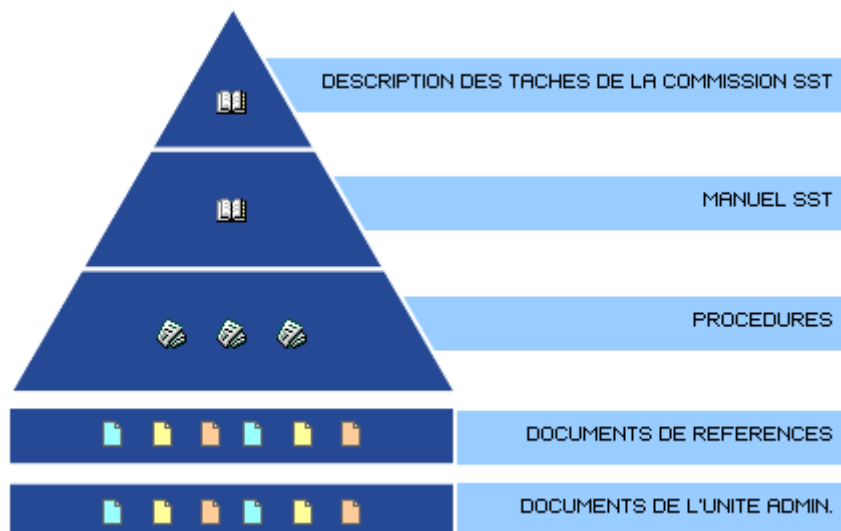 DESCRIPTION DES TACHES DE LA COMMISSION SST
MANUEL SST
PROCEDURES
DOCUMENTS DE REFERENCES
DOCUMENTS DE L'UNITE ADMIN.